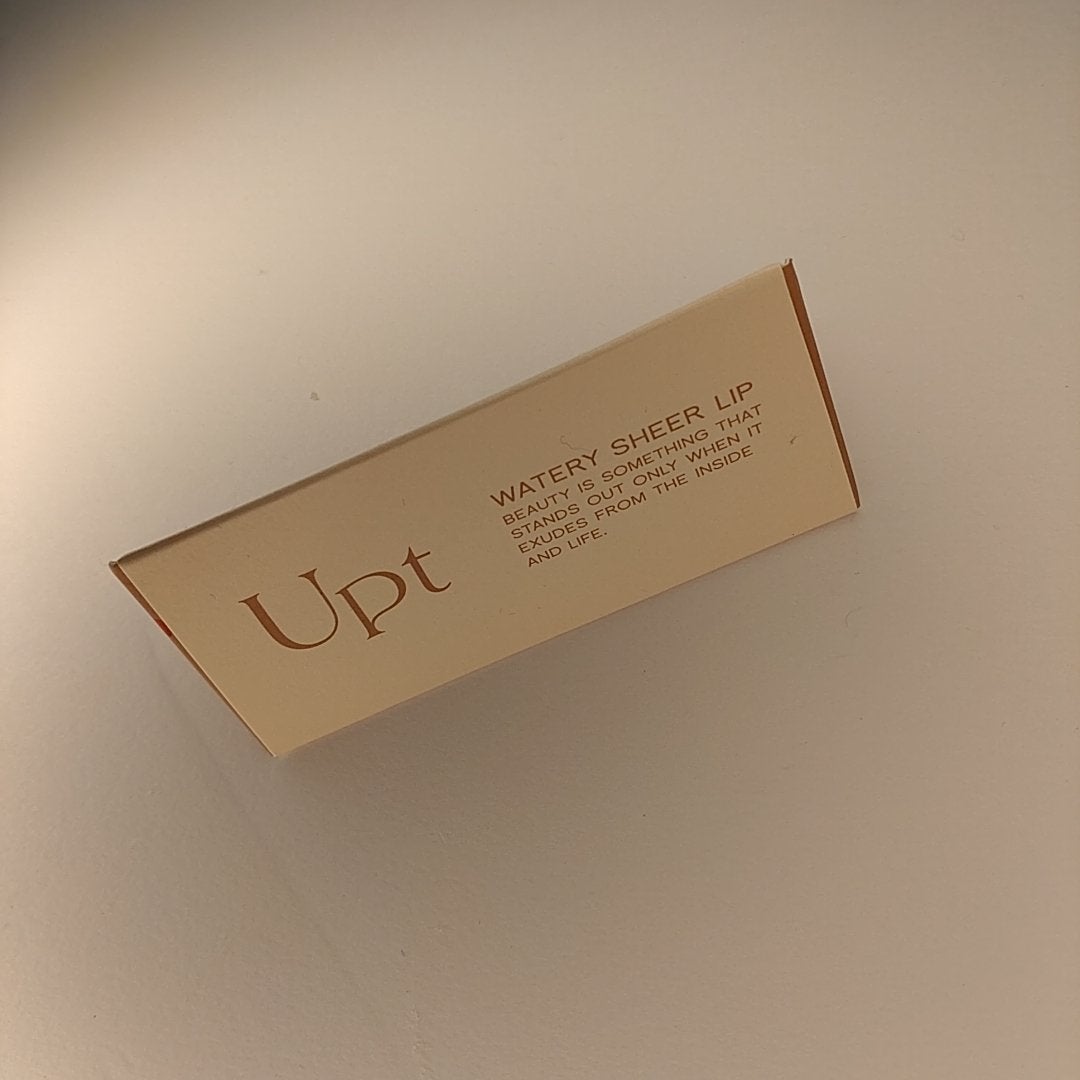 Upt
WATERY SHEER LIP
BEAUTY IS SOMETHING THAT
STANDS OUT ONLY WHEN IT
EXUDES FROM THE INSIDE
AND LIFE.